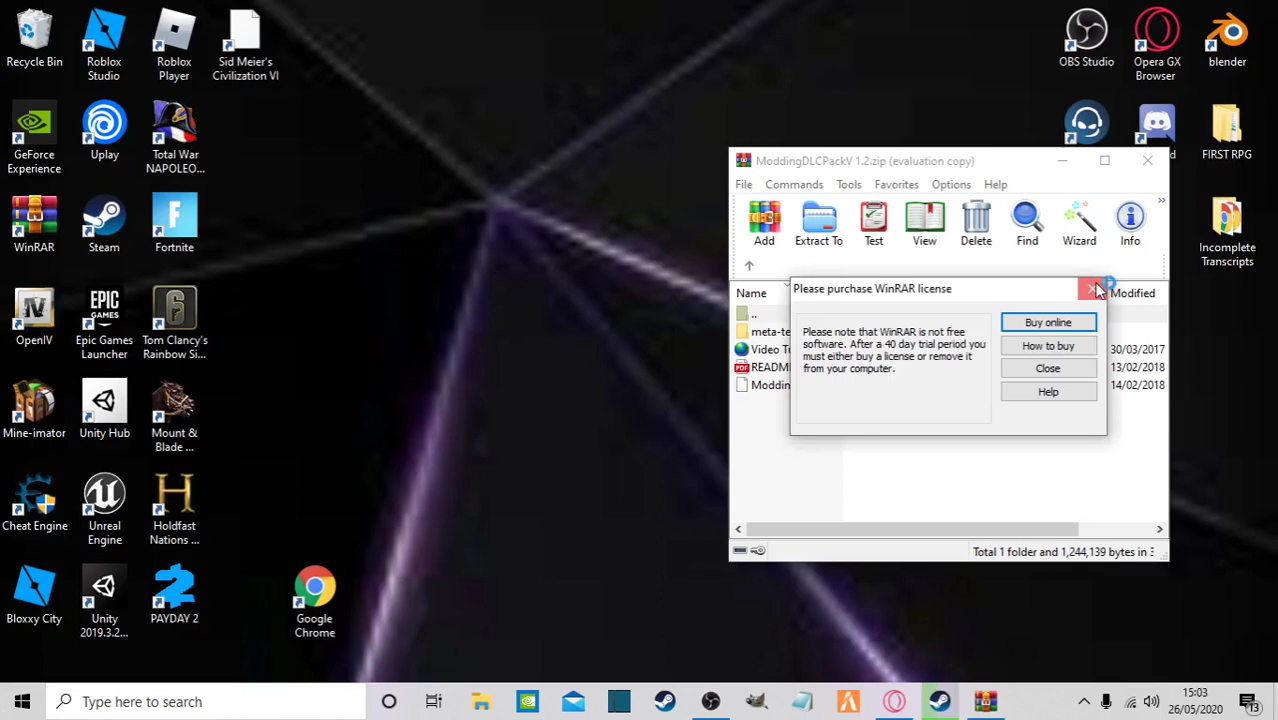 Recycle Bin
Roblox Studio
Roblox Player
Sid Meier's Civilization VI
GeForce Experience
Uplay
Total War NAPOLEO...
WinRAR
Steam
Fortnite
OpenIV
Epic Games Launcher
Tom Clancy's Rainbow Si...
Mine-imator
Unity Hub
Mount & Blade ...
Cheat Engine
Unreal Engine
Holdfast Nations ...
Bloxxy City
Unity 2019.3.2...
PAYDAY 2
Google Chrome
OBS Studio
Opera GX Browser
blender
FIRST RPG
Incomplete Transcripts
ModdingDLCPackV 1.2.zip (evaluation copy)
File Commands Tools Favorites Options Help
Add Extract To Test View Delete Find Wizard Info
Name Modified
..
meta-te
Video T 30/03/2017
READM 13/02/2018
Moddin 14/02/2018
Please purchase WinRAR license
Please note that WinRAR is not free
software. After a 40 day trial period you
must either buy a license or remove it
from your computer.
Buy online
How to buy
Close
Help
Total 1 folder and 1,244,139 bytes in 3
Type here to search
15:03
26/05/2020
13